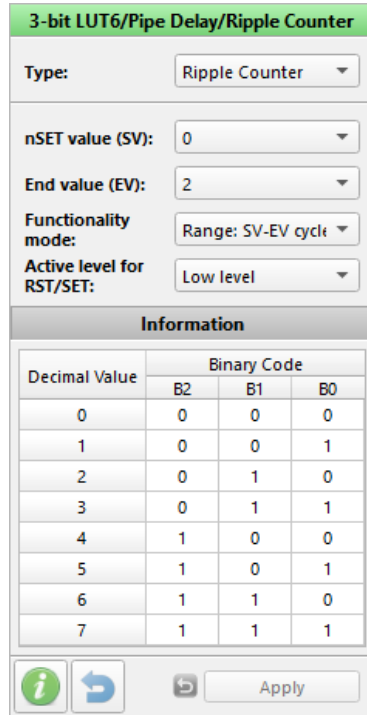 3-bit LUT6/Pipe Delay/Ripple Counter
Type: Ripple Counter
nSET value (SV): 0
End value (EV): 2
Functionality
mode: Range: SV-EV cycle
Active level for
RST/SET: Low level
Information
Decimal Value Binary Code
B2 B1 B0
0 0 0 0
1 0 0 1
2 0 1 0
3 0 1 1
4 1 0 0
5 1 0 1
6 1 1 0
7 1 1 1
i Apply